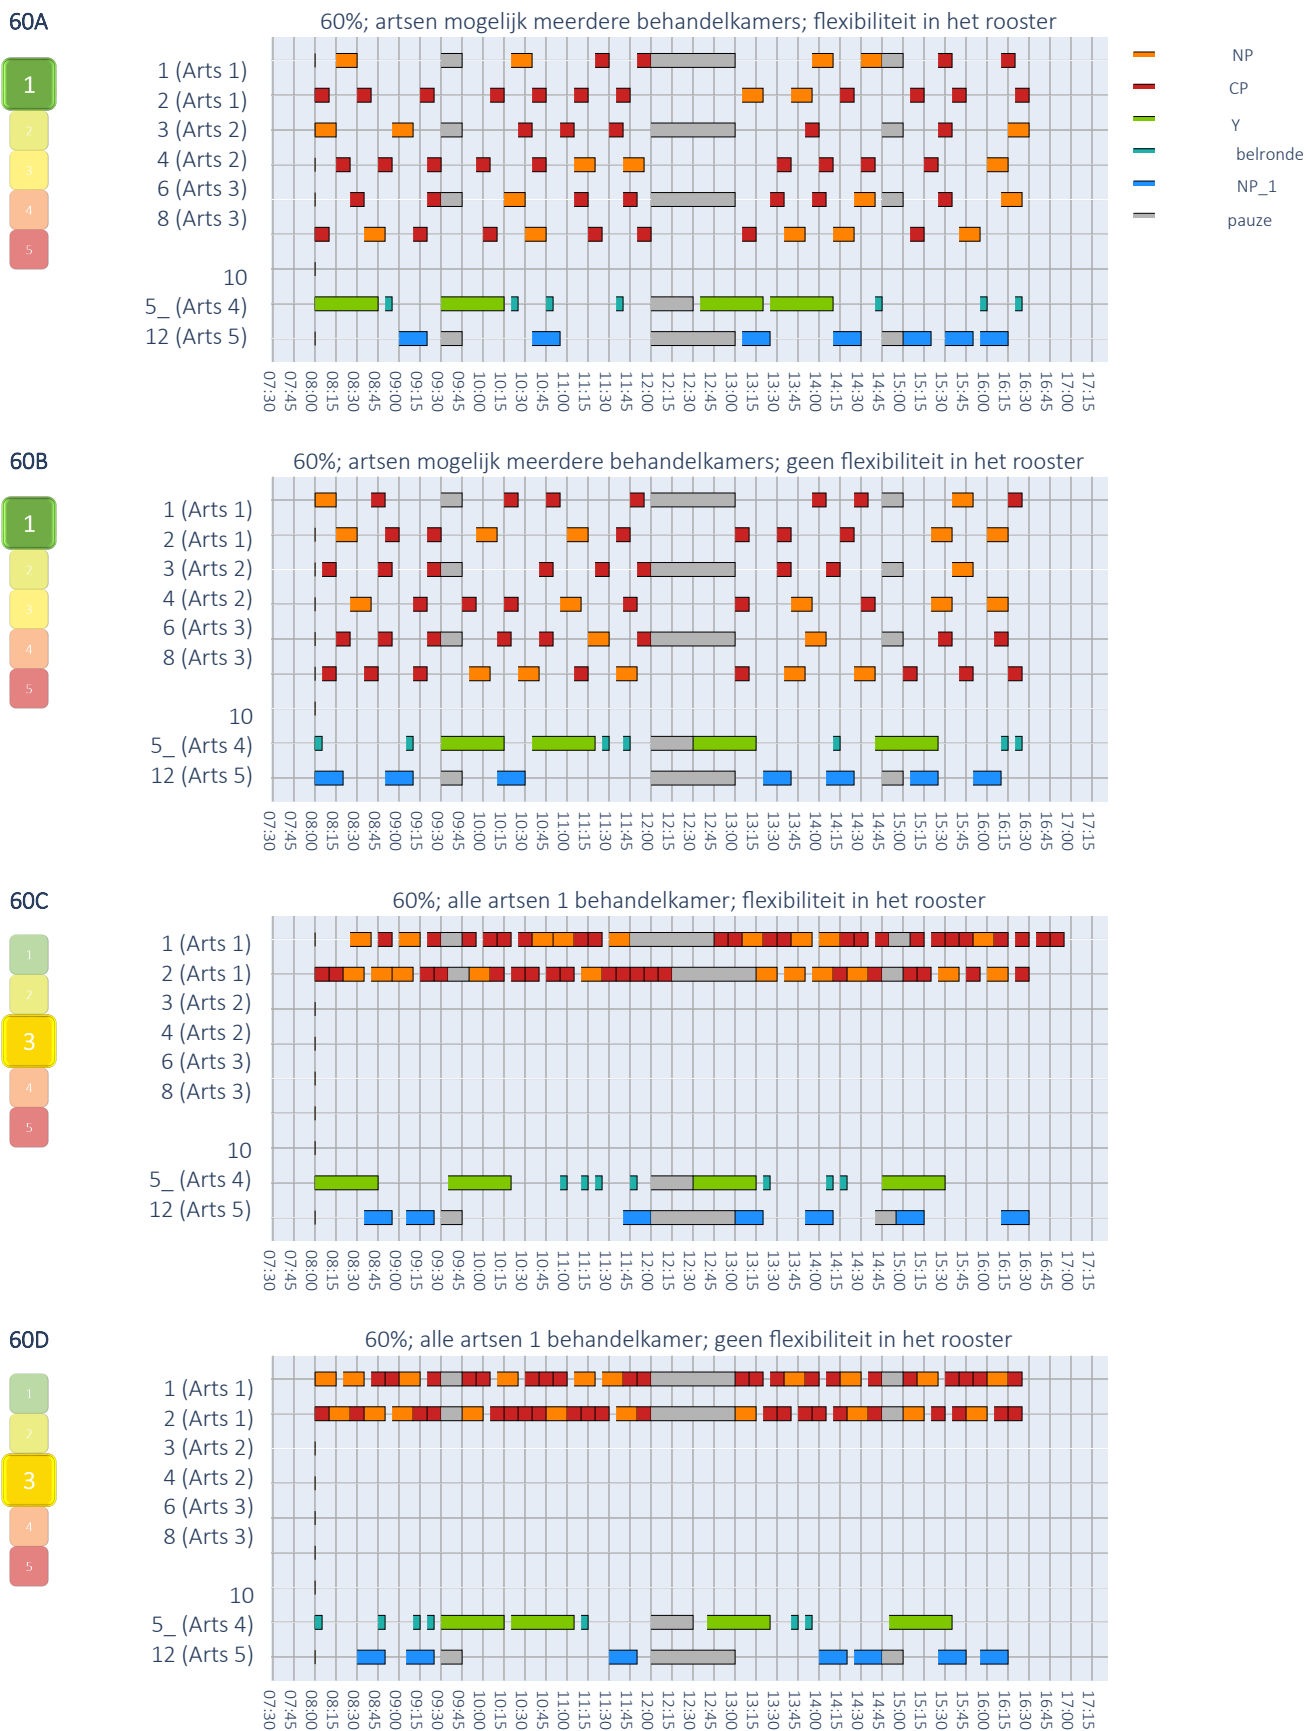 60A
60%; artsen mogelijk meerdere behandelkamers; flexibiliteit in het rooster
1
2
3
4
5
1 (Arts 1)
2 (Arts 1)
3 (Arts 2)
4 (Arts 2)
6 (Arts 3)
8 (Arts 3)
10
5_ (Arts 4)
12 (Arts 5)
NP
CP
Y
belronde
NP_1
pauze
07:30 07:45 08:00 08:15 08:30 08:45 09:00 09:15 09:30 09:45 10:00 10:15 10:30 10:45 11:00 11:15 11:30 11:45 12:00 12:15 12:30 12:45 13:00 13:15 13:30 13:45 14:00 14:15 14:30 14:45 15:00 15:15 15:30 15:45 16:00 16:15 16:30 16:45 17:00 17:15
60B
60%; artsen mogelijk meerdere behandelkamers; geen flexibiliteit in het rooster
1
2
3
4
5
1 (Arts 1)
2 (Arts 1)
3 (Arts 2)
4 (Arts 2)
6 (Arts 3)
8 (Arts 3)
10
5_ (Arts 4)
12 (Arts 5)
07:30 07:45 08:00 08:15 08:30 08:45 09:00 09:15 09:30 09:45 10:00 10:15 10:30 10:45 11:00 11:15 11:30 11:45 12:00 12:15 12:30 12:45 13:00 13:15 13:30 13:45 14:00 14:15 14:30 14:45 15:00 15:15 15:30 15:45 16:00 16:15 16:30 16:45 17:00 17:15
60C
60%; alle artsen 1 behandelkamer; flexibiliteit in het rooster
1
2
3
4
5
1 (Arts 1)
2 (Arts 1)
3 (Arts 2)
4 (Arts 2)
6 (Arts 3)
8 (Arts 3)
10
5_ (Arts 4)
12 (Arts 5)
07:30 07:45 08:00 08:15 08:30 08:45 09:00 09:15 09:30 09:45 10:00 10:15 10:30 10:45 11:00 11:15 11:30 11:45 12:00 12:15 12:30 12:45 13:00 13:15 13:30 13:45 14:00 14:15 14:30 14:45 15:00 15:15 15:30 15:45 16:00 16:15 16:30 16:45 17:00 17:15
60D
60%; alle artsen 1 behandelkamer; geen flexibiliteit in het rooster
1
2
3
4
5
1 (Arts 1)
2 (Arts 1)
3 (Arts 2)
4 (Arts 2)
6 (Arts 3)
8 (Arts 3)
10
5_ (Arts 4)
12 (Arts 5)
07:30 07:45 08:00 08:15 08:30 08:45 09:00 09:15 09:30 09:45 10:00 10:15 10:30 10:45 11:00 11:15 11:30 11:45 12:00 12:15 12:30 12:45 13:00 13:15 13:30 13:45 14:00 14:15 14:30 14:45 15:00 15:15 15:30 15:45 16:00 16:15 16:30 16:45 17:00 17:15